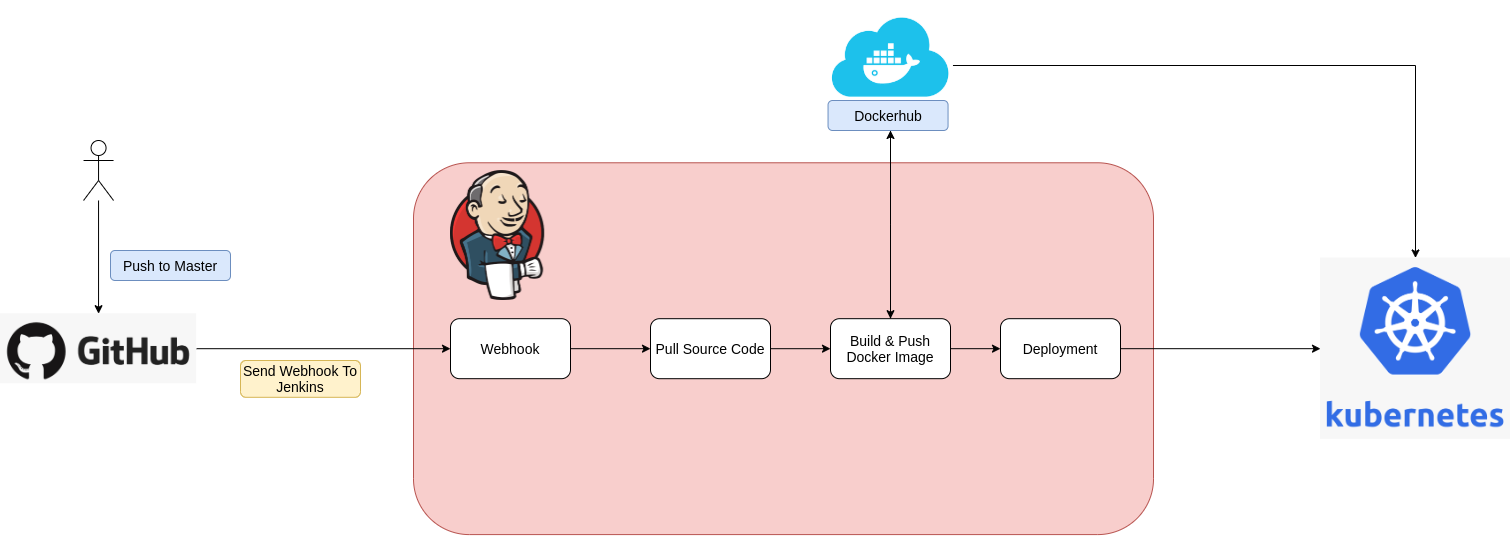 Dockerhub
Push to Master
GitHub
Send Webhook To
Jenkins
Webhook
Pull Source Code
Build & Push
Docker Image
Deployment
kubernetes